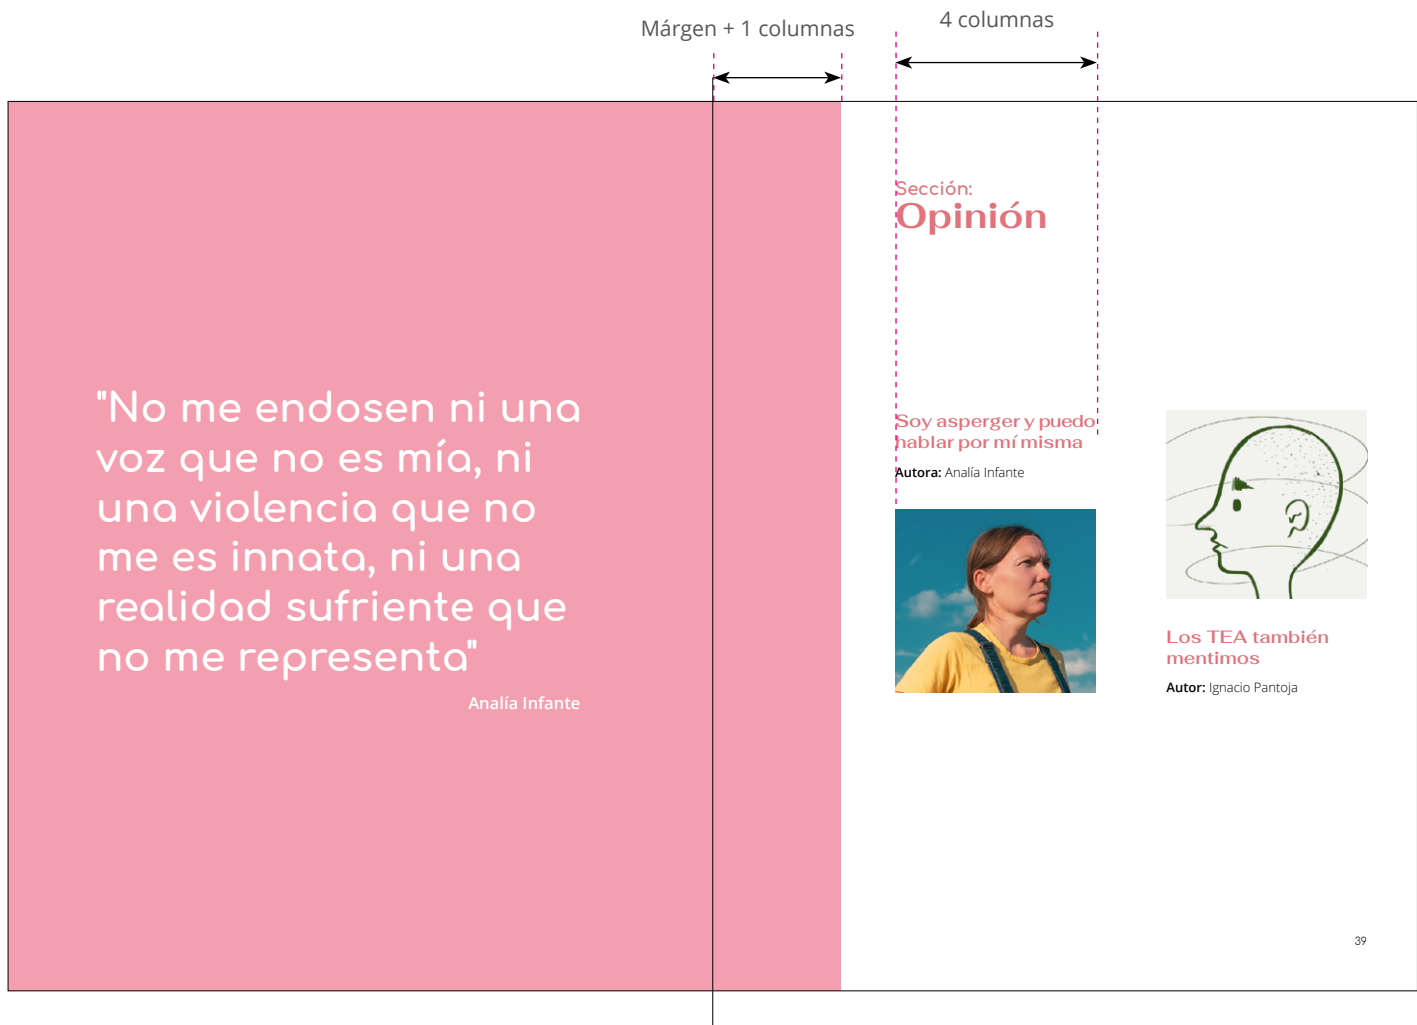 Márgen + 1 columnas
4 columnas
"No me endosen ni una
voz que no es mía, ni
una violencia que no
me es innata, ni una
realidad sufriente que
no me representa"
Analía Infante
Sección:
Opinión
Soy asperger y puedo
hablar por mí misma
Autora: Analía Infante
Los TEA también
mentimos
Autor: Ignacio Pantoja
39